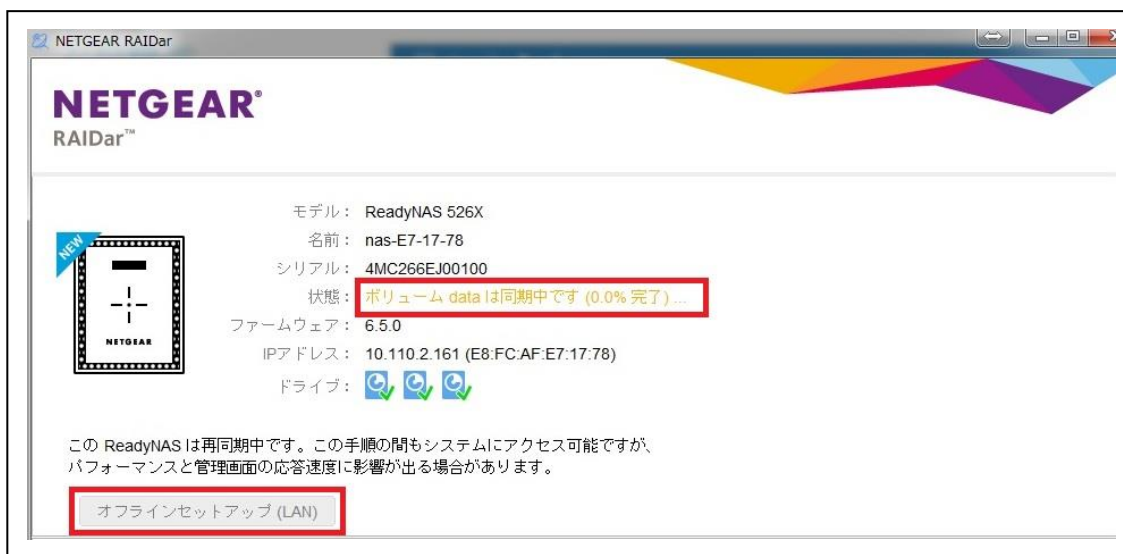 NETGEAR RAIDar
NETGEAR®
RAIDar™
モデル： ReadyNAS 526X
名前： nas-E7-17-78
シリアル： 4MC266EJ00100
状態： ボリューム data は同期中です (0.0% 完了) ...
ファームウェア： 6.5.0
IPアドレス： 10.110.2.161 (E8:FC:AF:E7:17:78)
ドライブ：
NEW
NETGEAR
この ReadyNAS は再同期中です。この手順の間もシステムにアクセス可能ですが、
パフォーマンスと管理画面の応答速度に影響が出る場合があります。
オフラインセットアップ (LAN)